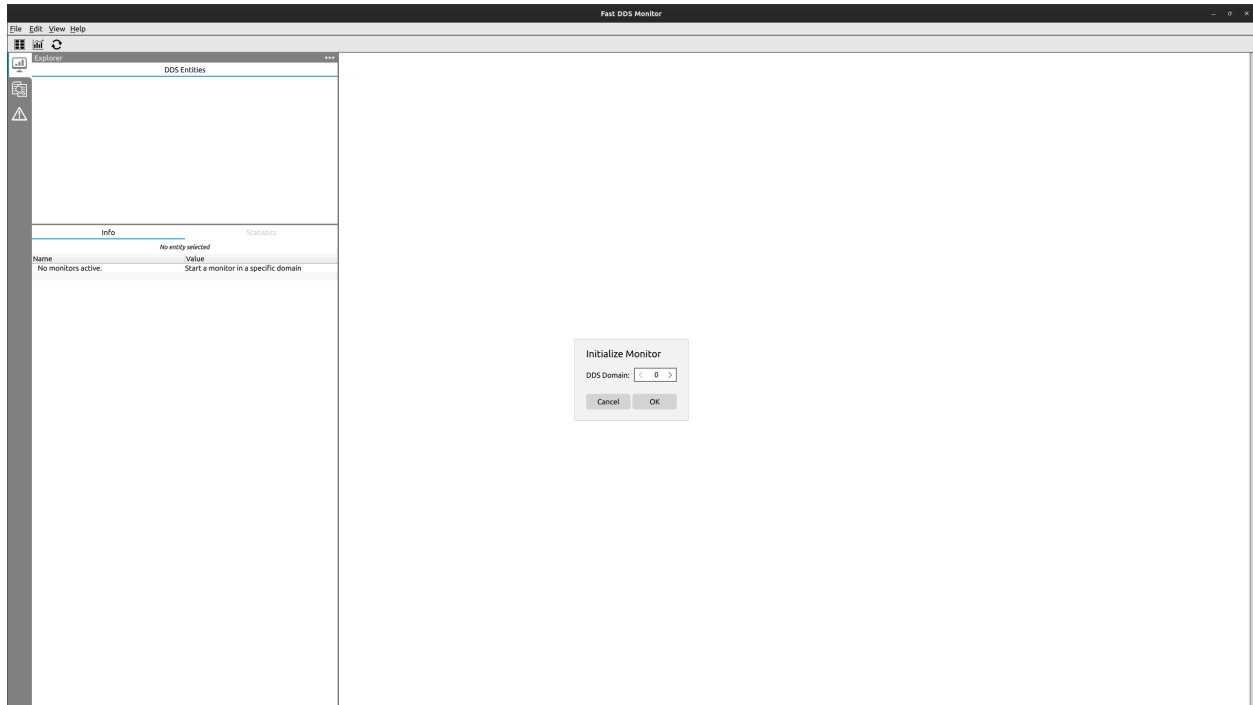 Fast DDS Monitor
File Edit View Help
Explorer
DDS Entities
Info Statistics
No entity selected
Name Value
No monitors active. Start a monitor in a specific domain
Initialize Monitor
DDS Domain: < 0 >
Cancel OK